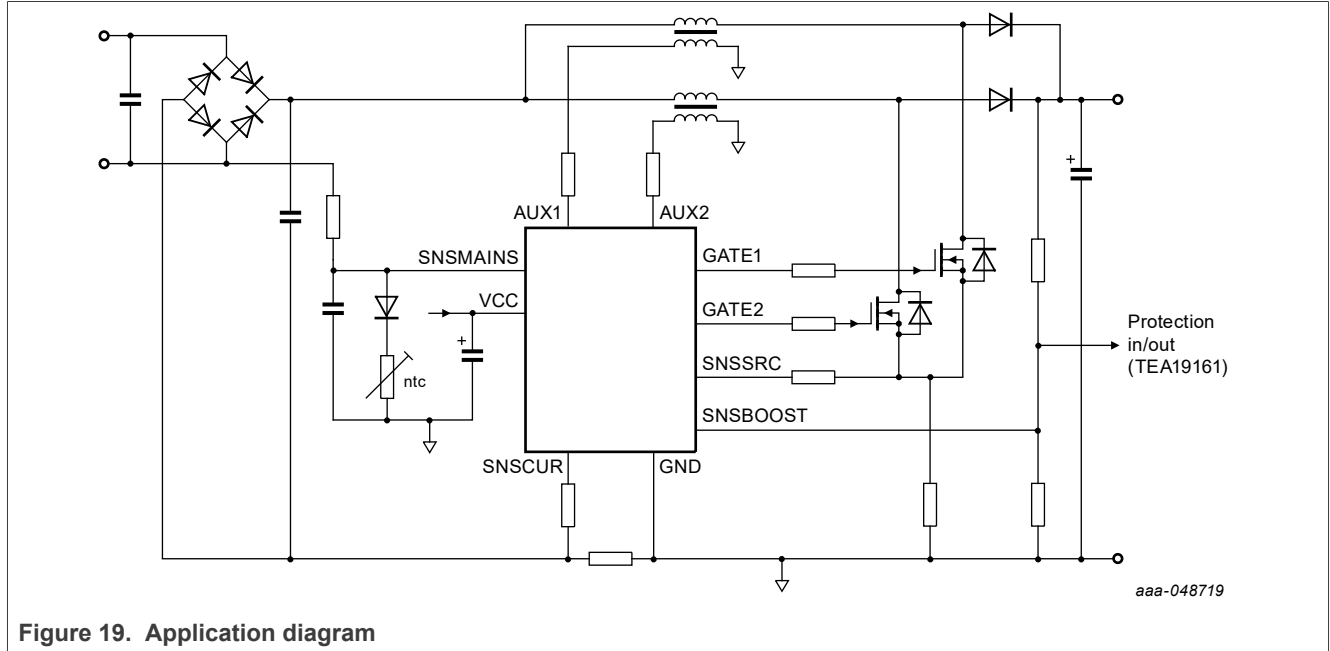 AUX1
AUX2
SNSMAINS
GATE1
VCC
GATE2
+
+
ntc
SNSSRC
SNSBOOST
SNSCUR
GND
Protection
in/out
(TEA19161)
aaa-048719
Figure 19. Application diagram